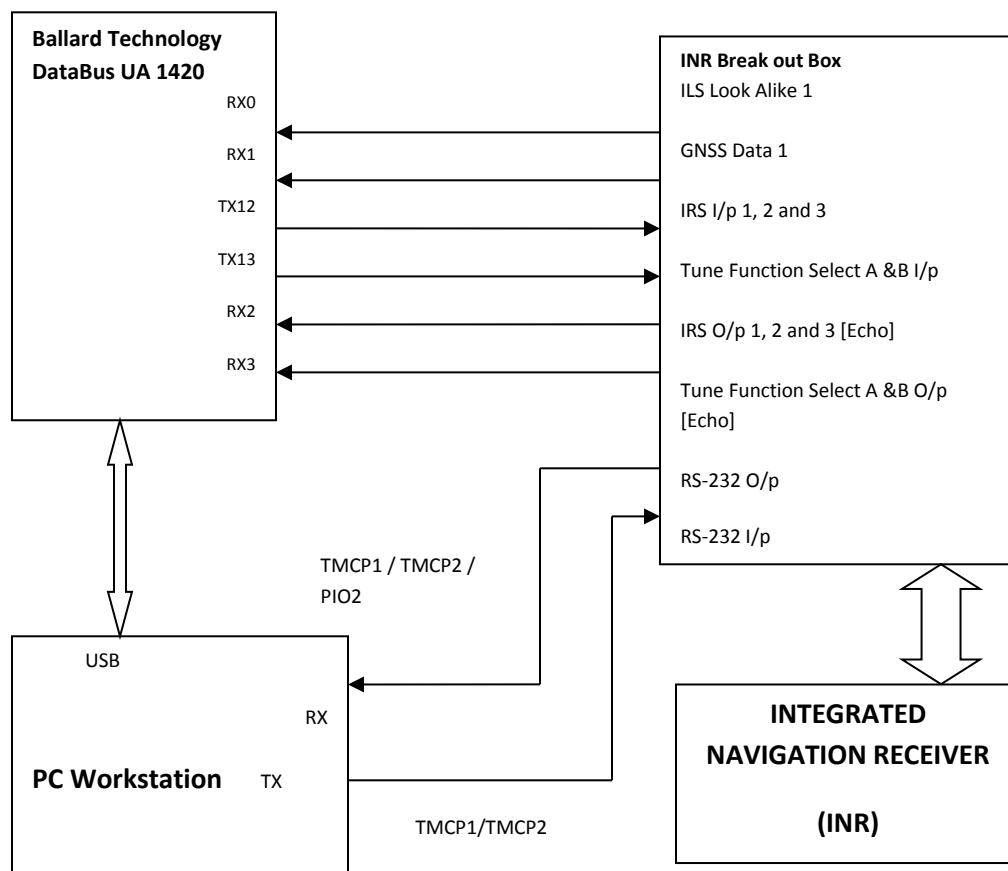 Ballard Technology
DataBus UA 1420
RX0
RX1
TX12
TX13
RX2
RX3
INR Break out Box
ILS Look Alike 1
GNSS Data 1
IRS I/p 1, 2 and 3
Tune Function Select A &B I/p
IRS O/p 1, 2 and 3 [Echo]
Tune Function Select A &B O/p
[Echo]
RS-232 O/p
RS-232 I/p
TMCP1 / TMCP2 /
PIO2
USB
RX
PC Workstation
TX
TMCP1/TMCP2
INTEGRATED
NAVIGATION RECEIVER
(INR)